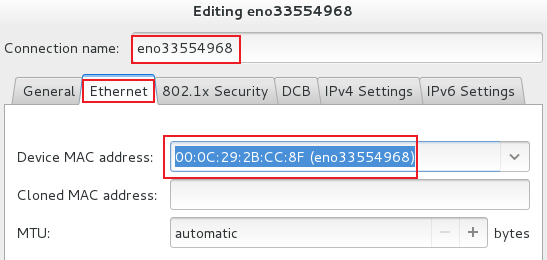 Editing eno33554968
Connection name: eno33554968
General Ethernet 802.1x Security DCB IPv4 Settings IPv6 Settings
Device MAC address: 00:0C:29:2B:CC:8F (eno33554968)
Cloned MAC address:
MTU: automatic − + bytes